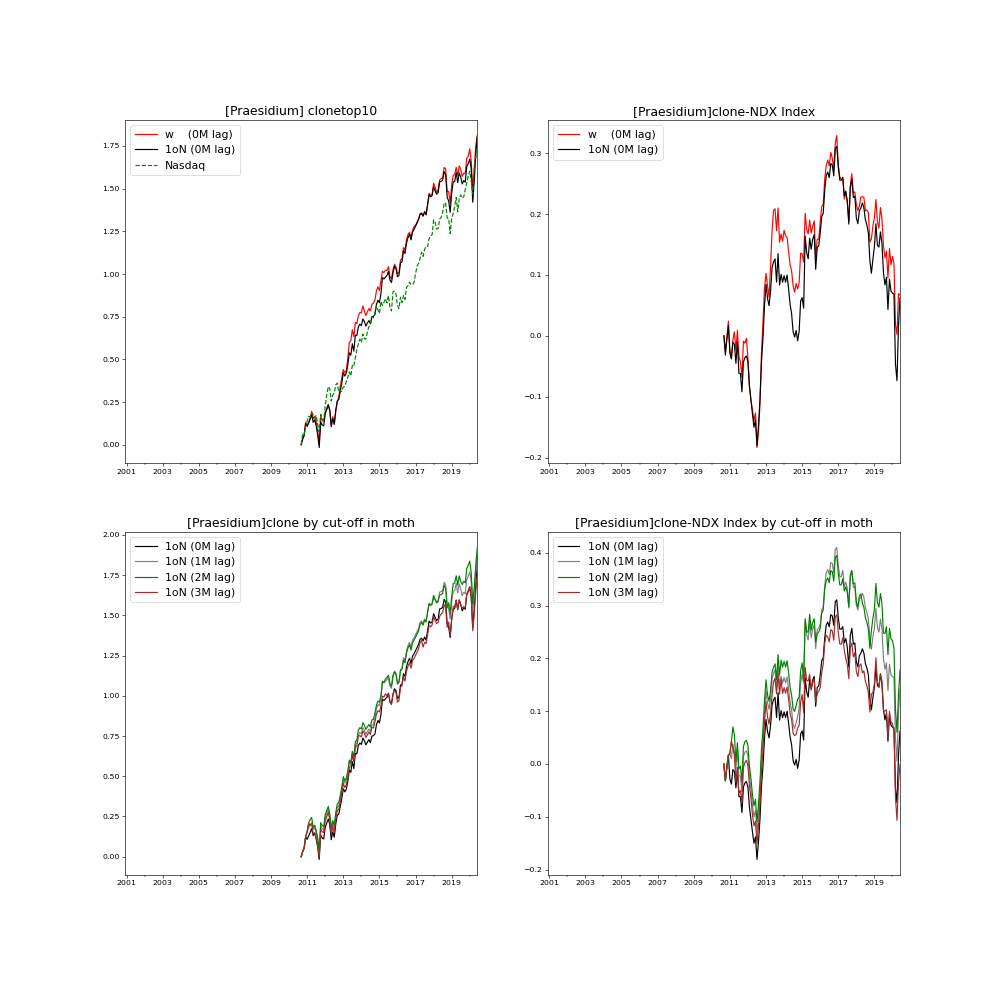 [Praesidium] clonetop10
w    (0M lag)
1oN (0M lag)
Nasdaq
1.75
1.50
1.25
1.00
0.75
0.50
0.25
0.00
2001 2003 2005 2007 2009 2011 2013 2015 2017 2019
[Praesidium]clone-NDX Index
w    (0M lag)
1oN (0M lag)
0.3
0.2
0.1
0.0
−0.1
−0.2
2001 2003 2005 2007 2009 2011 2013 2015 2017 2019
[Praesidium]clone by cut-off in moth
1oN (0M lag)
1oN (1M lag)
1oN (2M lag)
1oN (3M lag)
2.00
1.75
1.50
1.25
1.00
0.75
0.50
0.25
0.00
2001 2003 2005 2007 2009 2011 2013 2015 2017 2019
[Praesidium]clone-NDX Index by cut-off in moth
1oN (0M lag)
1oN (1M lag)
1oN (2M lag)
1oN (3M lag)
0.4
0.3
0.2
0.1
0.0
−0.1
−0.2
2001 2003 2005 2007 2009 2011 2013 2015 2017 2019